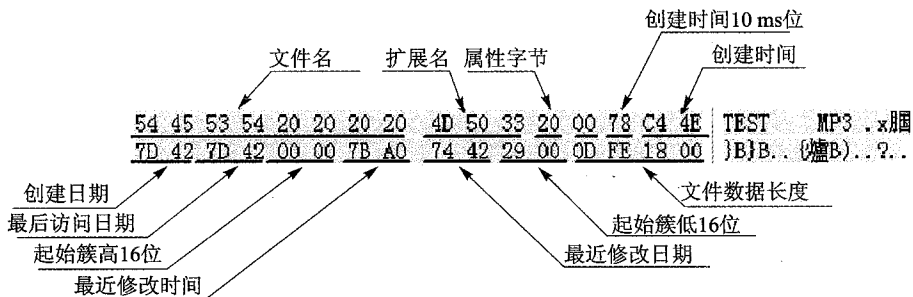 创建时间10 ms位
文件名 扩展名 属性字节 创建时间
54 45 53 54 20 20 20 20 4D 50 33 20 00 78 C4 4E TEST MP3 .x腘
7D 42 7D 42 00 00 7B A0 74 42 29 00 0D FE 18 00 }B}B..{爐B)..?..
创建日期 文件数据长度
最后访问日期 起始簇低16位
起始簇高16位 最近修改日期
最近修改时间